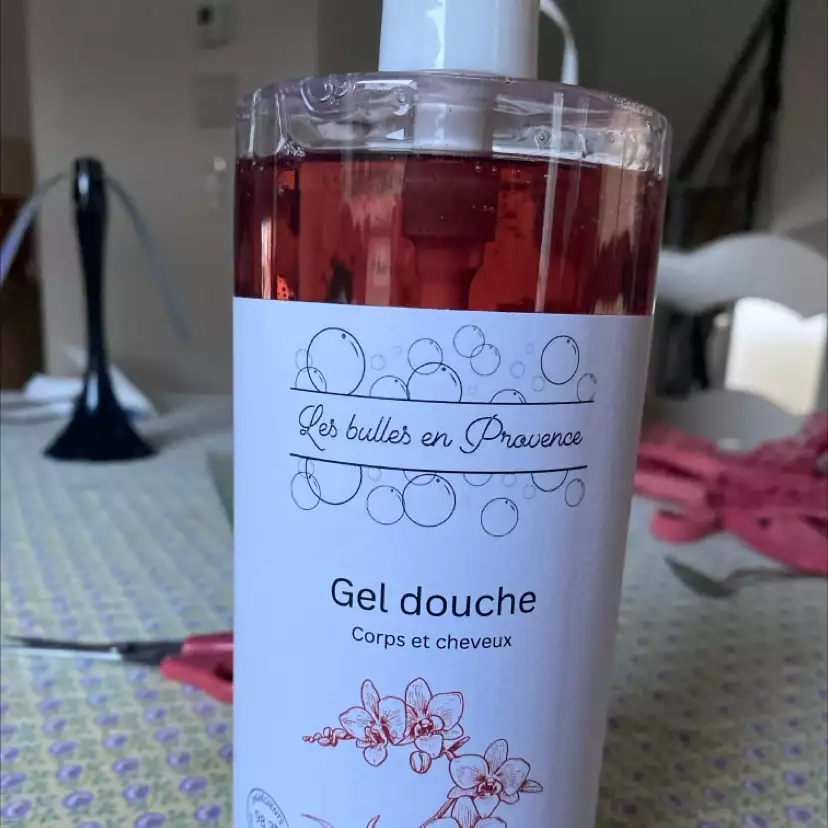 Les bulles en Provence
Gel douche
Corps et cheveux